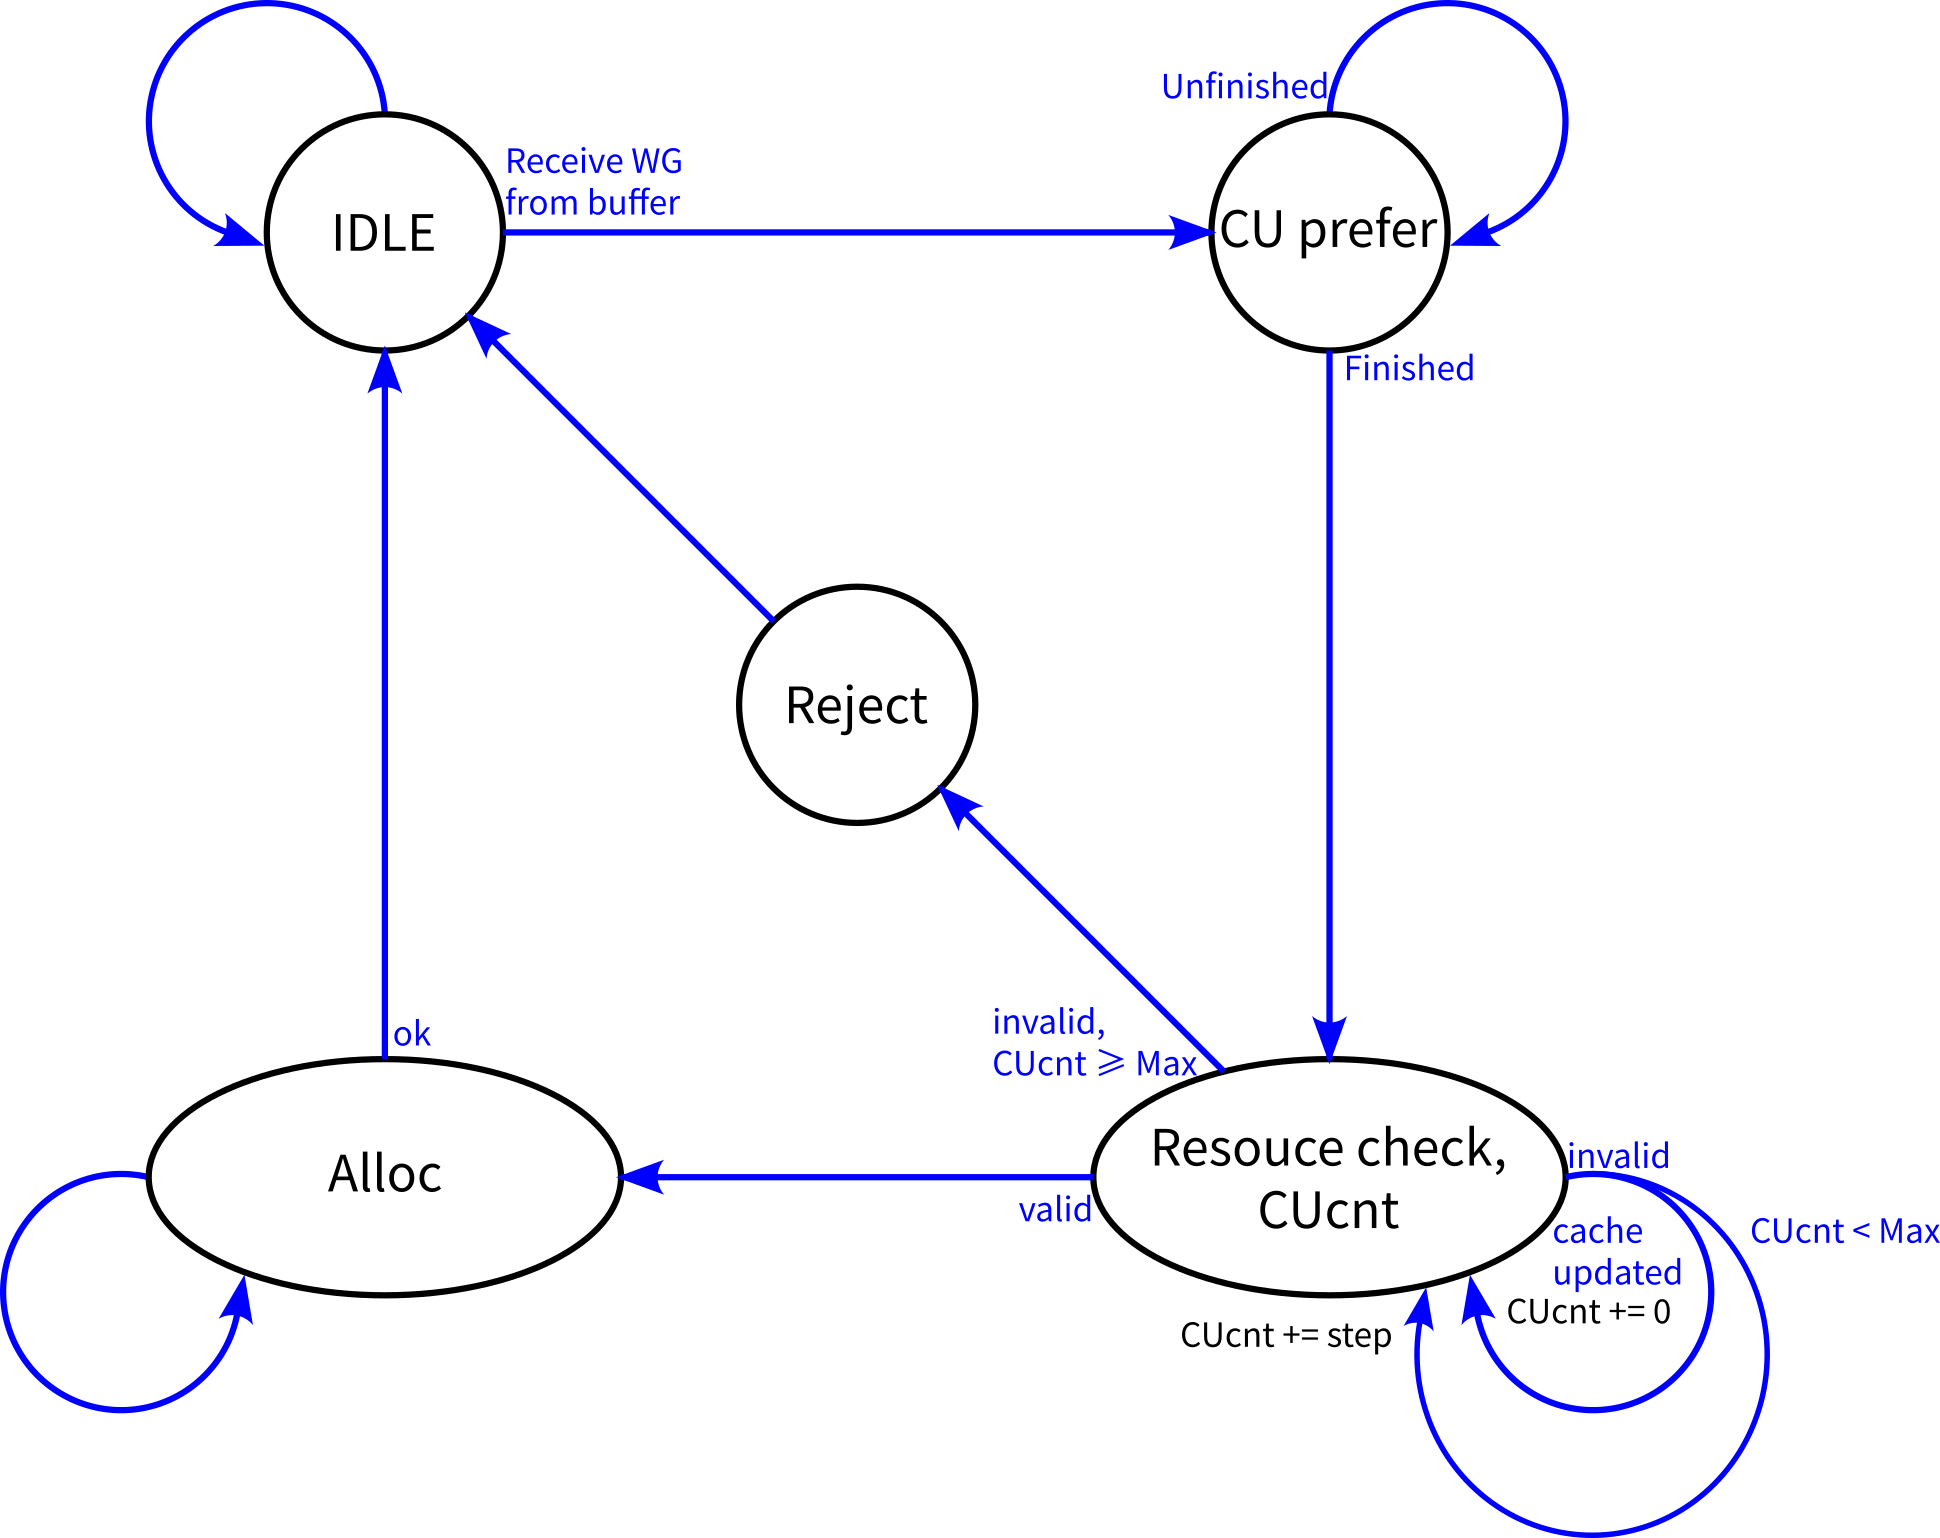 Unfinished
Receive WG
from buffer
IDLE
CU prefer
Finished
Reject
invalid,
CUcnt ⩾ Max
ok
Alloc
valid
Resouce check,
CUcnt
invalid
cache
updated
CUcnt < Max
CUcnt += 0
CUcnt += step